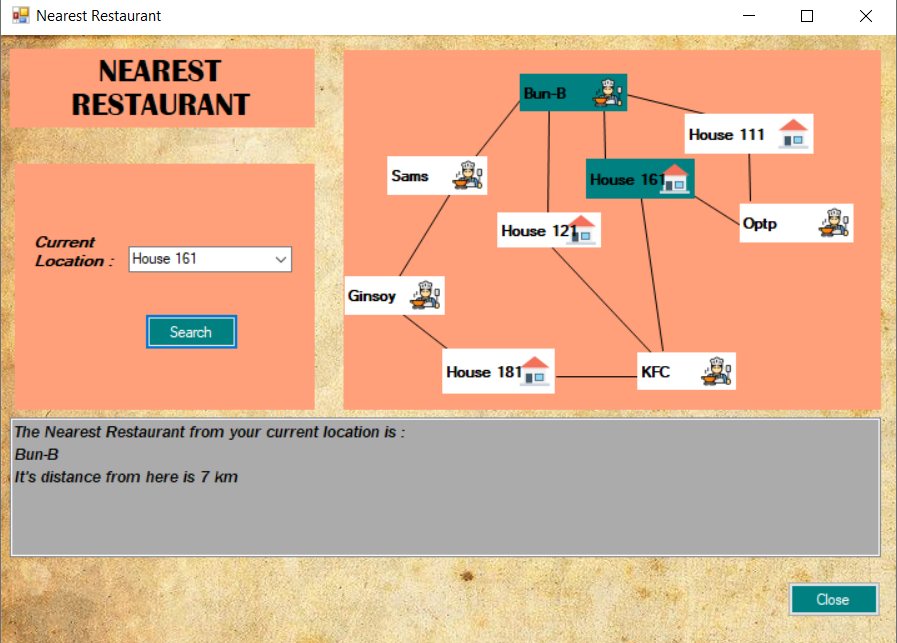 Nearest Restaurant
NEAREST
RESTAURANT
Current
Location :
House 161
Search
Bun-B
House 111
Sams
House 161
Optp
House 121
Ginsoy
House 181
KFC
The Nearest Restaurant from your current location is :
Bun-B
It's distance from here is 7 km
Close